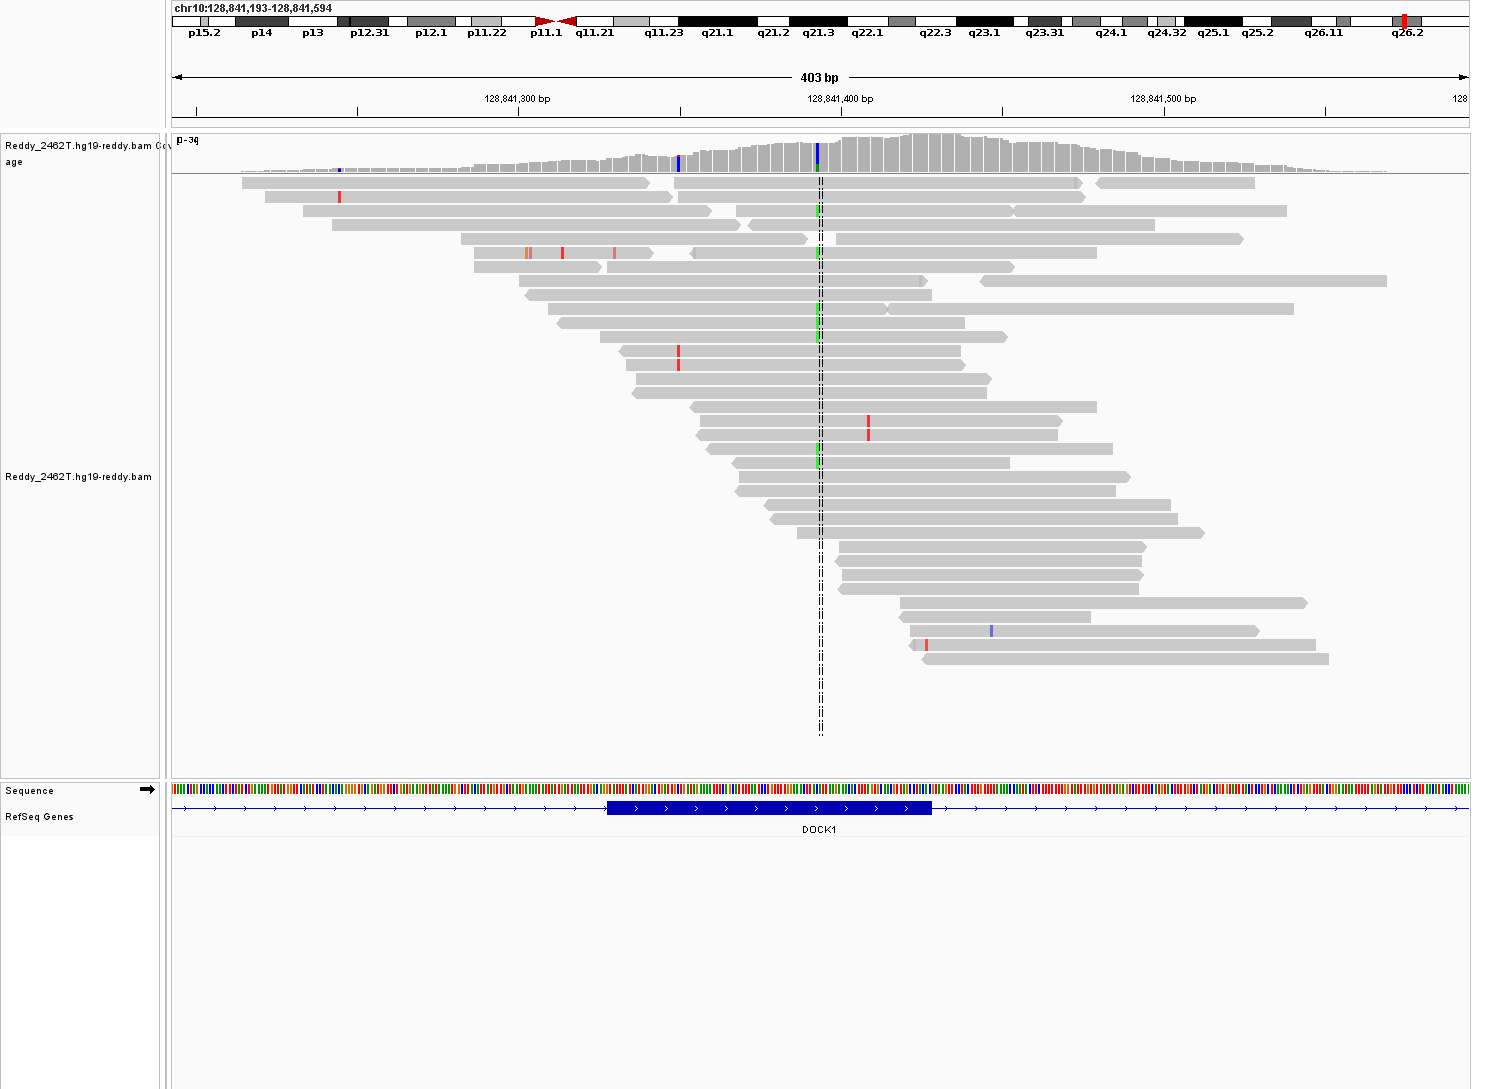 chr10:128,841,193-128,841,594
p15.2 p14 p13 p12.31 p12.1 p11.22 p11.1 q11.21 q11.23 q21.1 q21.2 q21.3 q22.1 q22.3 q23.1 q23.31 q24.1 q24.32 q25.1 q25.2 q26.11 q26.2
403 bp
128,841,300 bp 128,841,400 bp 128,841,500 bp 128
Reddy_2462T.hg19-reddy.bam Cov
age
Reddy_2462T.hg19-reddy.bam
Sequence
RefSeq Genes
DOCK1